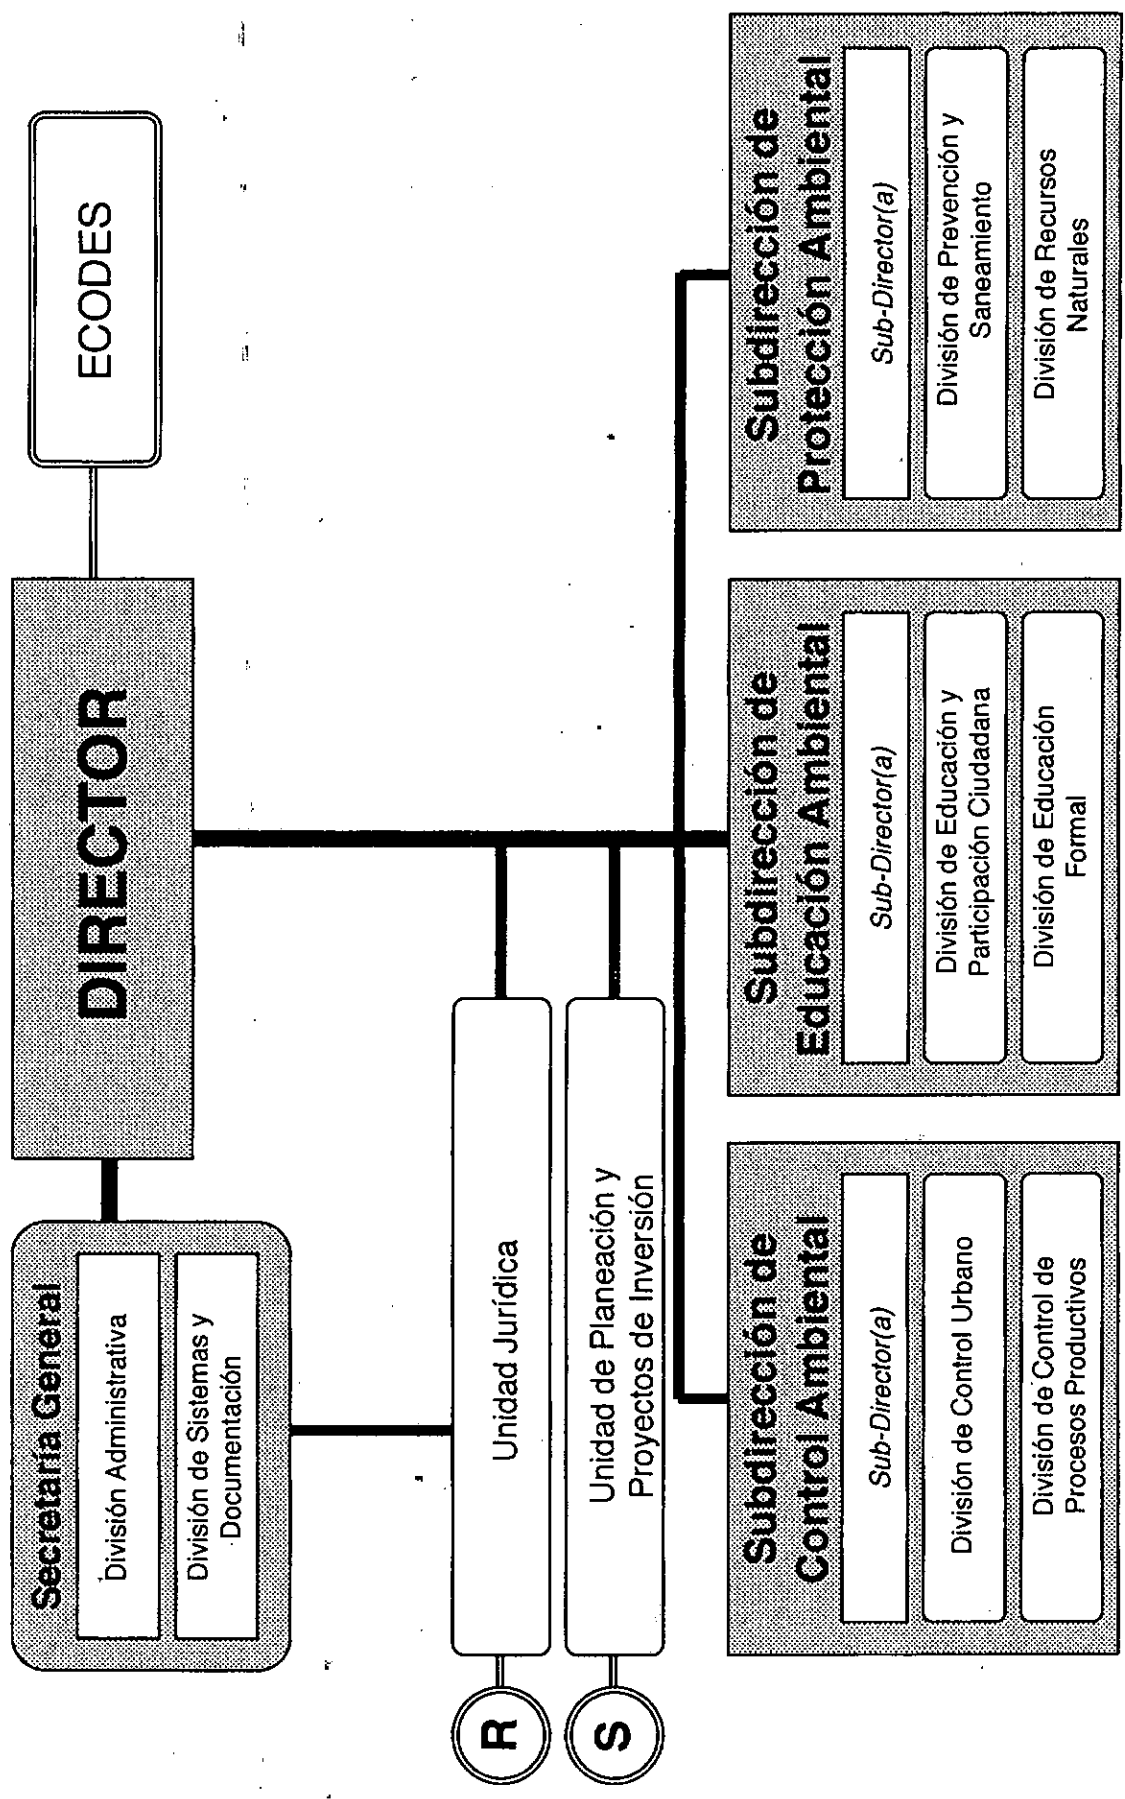 DIRECTOR
ECODES
Secretaría General
División Administrativa
División de Sistemas y
Documentación
R
Unidad Jurídica
S
Unidad de Planeación y
Proyectos de Inversión
Subdirección de
Control Ambiental
Sub-Director(a)
División de Control Urbano
División de Control de
Procesos Productivos
Subdirección de
Educación Ambiental
Sub-Director(a)
División de Educación y
Participación Ciudadana
División de Educación
Formal
Subdirección de
Protección Ambiental
Sub-Director(a)
División de Prevención y
Saneamiento
División de Recursos
Naturales